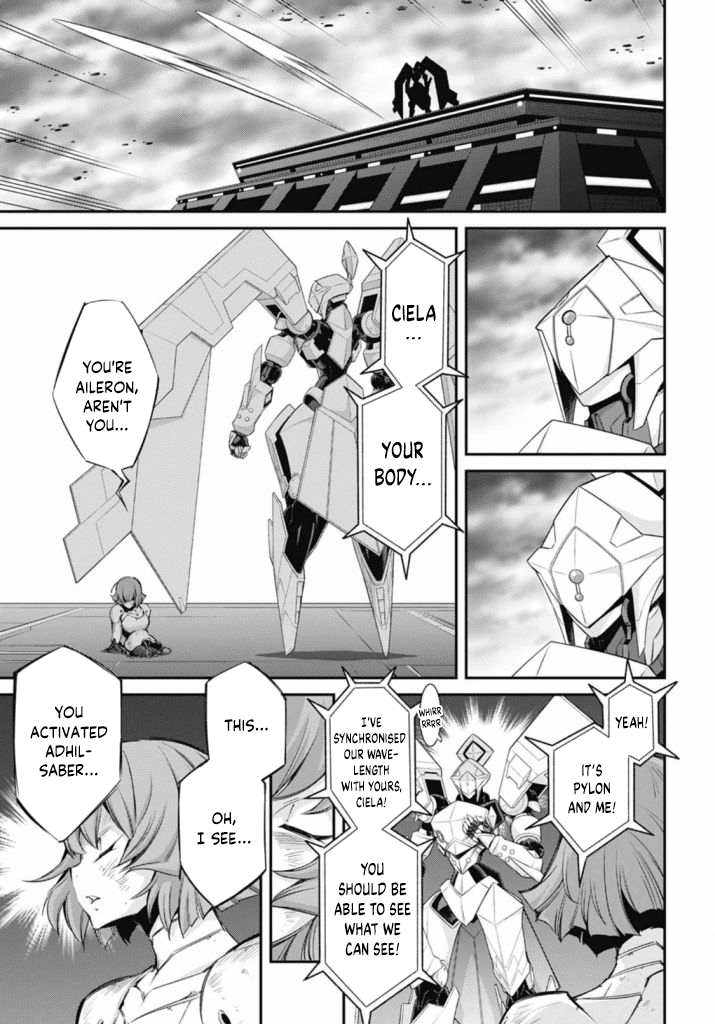 CIELA
...
YOUR
BODY...
YOU'RE
AILERON,
AREN'T
YOU...
YEAH!
IT'S
PYLON
AND ME!
WHIRR
RRRR
I'VE
SYNCHRONISED
OUR WAVE-
LENGTH
WITH YOURS,
CIELA!
YOU
SHOULD BE
ABLE TO SEE
WHAT WE
CAN SEE!
THIS...
OH,
I SEE...
YOU
ACTIVATED
ADHIL-
SABER...